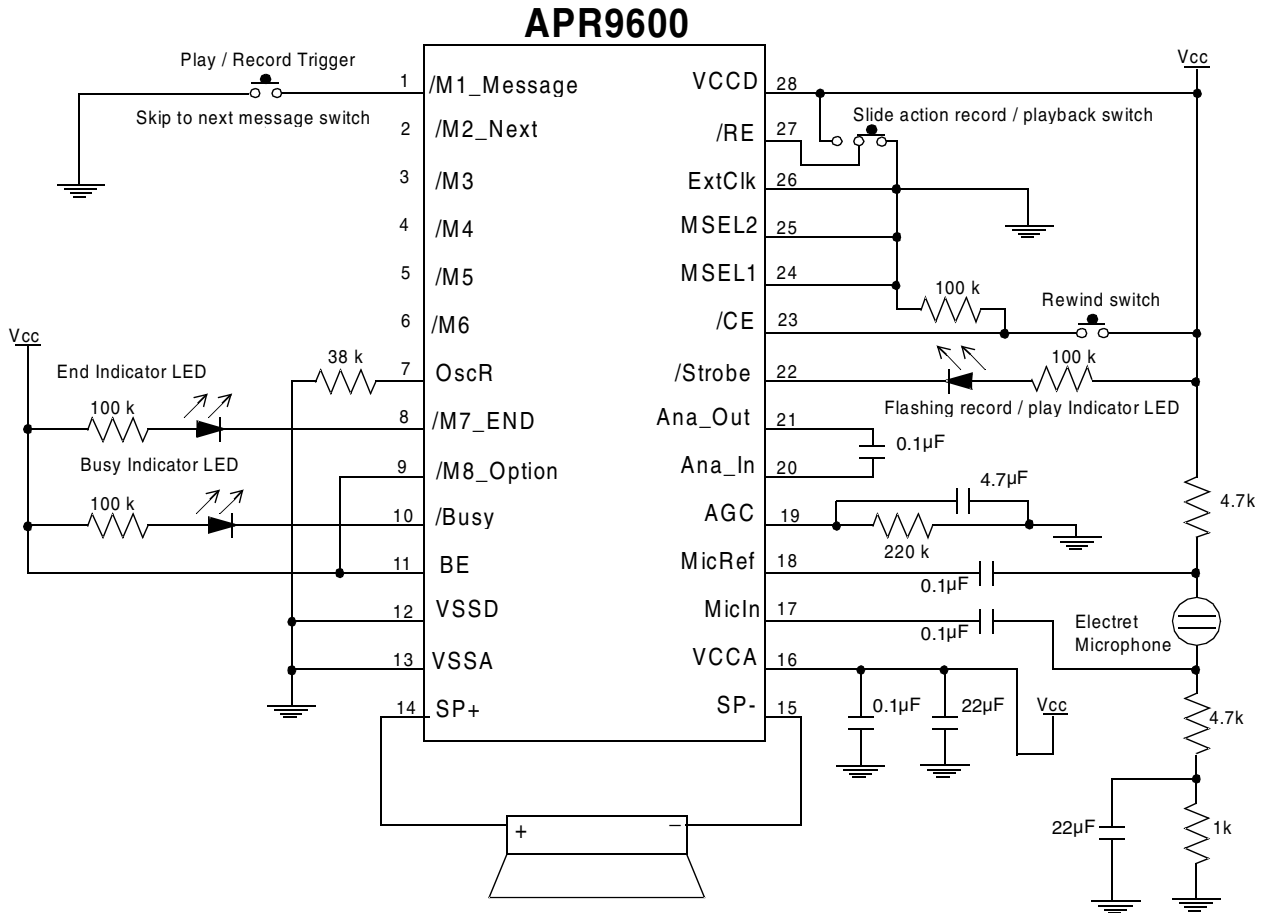 APR9600
Play / Record Trigger
Skip to next message switch
1 /M1_Message
2 /M2_Next
3 /M3
4 /M4
5 /M5
6 /M6
7 OscR
8 /M7_END
9 /M8_Option
10 /Busy
11 BE
12 VSSD
13 VSSA
14 SP+
VCCD 28
/RE 27
ExtClk 26
MSEL2 25
MSEL1 24
/CE 23
/Strobe 22
Ana_Out 21
Ana_In 20
AGC 19
MicRef 18
MicIn 17
VCCA 16
SP- 15
Vcc
End Indicator LED
100 k
Busy Indicator LED
100 k
38 k
Vcc
Slide action record / playback switch
100 k
Rewind switch
100 k
Flashing record / play Indicator LED
0.1µF
4.7µF
220 k
4.7k
0.1µF
0.1µF
Electret
Microphone
0.1µF
22µF
Vcc
4.7k
22µF
1k
+
–